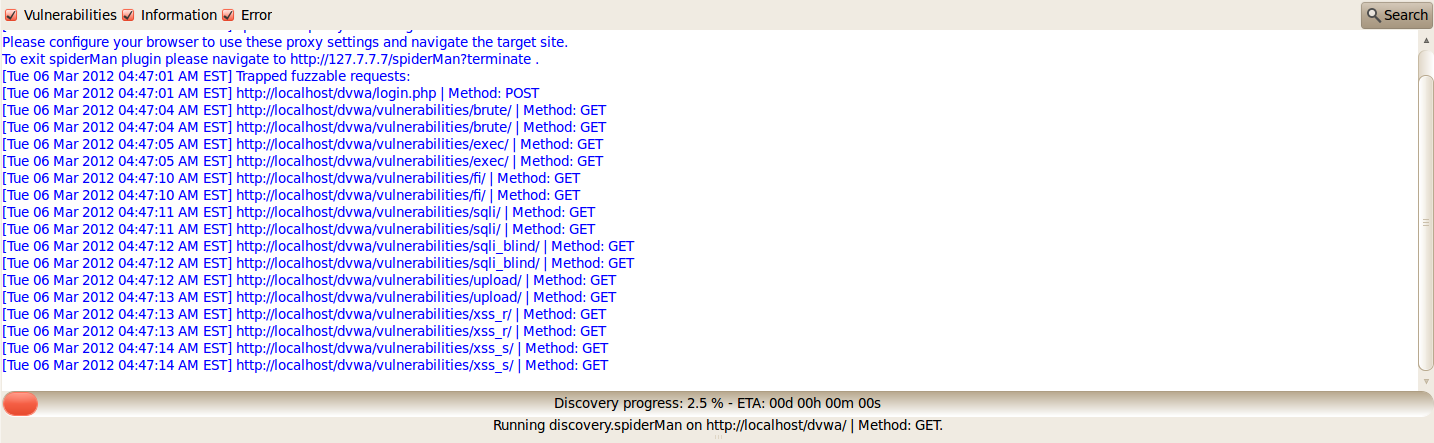 Vulnerabilities Information Error Search
Please configure your browser to use these proxy settings and navigate the target site.
To exit spiderMan plugin please navigate to http://127.7.7.7/spiderMan?terminate .
[Tue 06 Mar 2012 04:47:01 AM EST] Trapped fuzzable requests:
[Tue 06 Mar 2012 04:47:01 AM EST] http://localhost/dvwa/login.php | Method: POST
[Tue 06 Mar 2012 04:47:04 AM EST] http://localhost/dvwa/vulnerabilities/brute/ | Method: GET
[Tue 06 Mar 2012 04:47:04 AM EST] http://localhost/dvwa/vulnerabilities/brute/ | Method: GET
[Tue 06 Mar 2012 04:47:05 AM EST] http://localhost/dvwa/vulnerabilities/exec/ | Method: GET
[Tue 06 Mar 2012 04:47:05 AM EST] http://localhost/dvwa/vulnerabilities/exec/ | Method: GET
[Tue 06 Mar 2012 04:47:10 AM EST] http://localhost/dvwa/vulnerabilities/fi/ | Method: GET
[Tue 06 Mar 2012 04:47:10 AM EST] http://localhost/dvwa/vulnerabilities/fi/ | Method: GET
[Tue 06 Mar 2012 04:47:11 AM EST] http://localhost/dvwa/vulnerabilities/sqli/ | Method: GET
[Tue 06 Mar 2012 04:47:11 AM EST] http://localhost/dvwa/vulnerabilities/sqli/ | Method: GET
[Tue 06 Mar 2012 04:47:12 AM EST] http://localhost/dvwa/vulnerabilities/sqli_blind/ | Method: GET
[Tue 06 Mar 2012 04:47:12 AM EST] http://localhost/dvwa/vulnerabilities/sqli_blind/ | Method: GET
[Tue 06 Mar 2012 04:47:12 AM EST] http://localhost/dvwa/vulnerabilities/upload/ | Method: GET
[Tue 06 Mar 2012 04:47:13 AM EST] http://localhost/dvwa/vulnerabilities/upload/ | Method: GET
[Tue 06 Mar 2012 04:47:13 AM EST] http://localhost/dvwa/vulnerabilities/xss_r/ | Method: GET
[Tue 06 Mar 2012 04:47:13 AM EST] http://localhost/dvwa/vulnerabilities/xss_r/ | Method: GET
[Tue 06 Mar 2012 04:47:14 AM EST] http://localhost/dvwa/vulnerabilities/xss_s/ | Method: GET
[Tue 06 Mar 2012 04:47:14 AM EST] http://localhost/dvwa/vulnerabilities/xss_s/ | Method: GET
Discovery progress: 2.5 % - ETA: 00d 00h 00m 00s
Running discovery.spiderMan on http://localhost/dvwa/ | Method: GET.